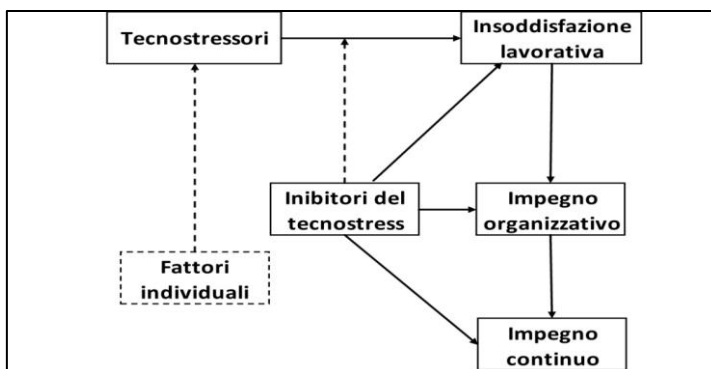 Tecnostressori
Insoddisfazione
lavorativa
Inibitori del
tecnostress
Impegno
organizzativo
Fattori
individuali
Impegno
continuo